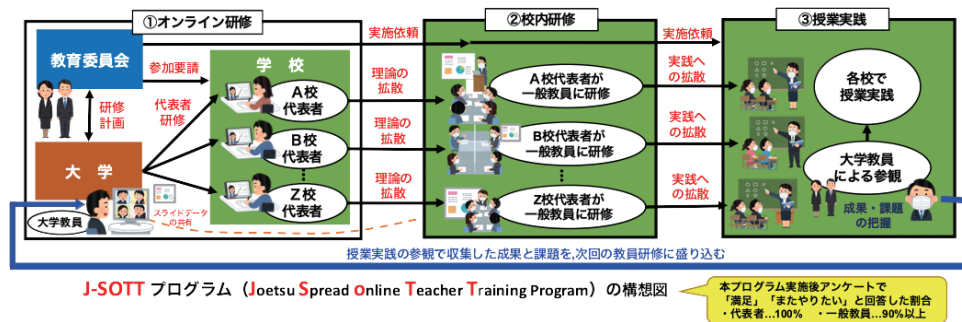 ①オンライン研修
教育委員会
参加要請
学 校
研修
計画
代表者
研修
A校
代表者
B校
代表者
Z校
代表者
大 学
大学教員
スライドデータ
の共有
実施依頼
理論の
拡散
理論の
拡散
理論の
拡散
②校内研修
A校代表者が
一般教員に研修
B校代表者が
一般教員に研修
Z校代表者が
一般教員に研修
実施依頼
実践への
拡散
実践へ
の拡散
実践へ
の拡散
③授業実践
各校で
授業実践
大学教員
による参観
成果・課題
の把握
授業実践の参観で収集した成果と課題を,次回の教員研修に盛り込む
J-SOTT プログラム（Joetsu Spread online Teacher Training Program）の構想図
本プログラム実施後アンケートで
「満足」「またやりたい」と回答した割合
・代表者…100% ・一般教員…90%以上